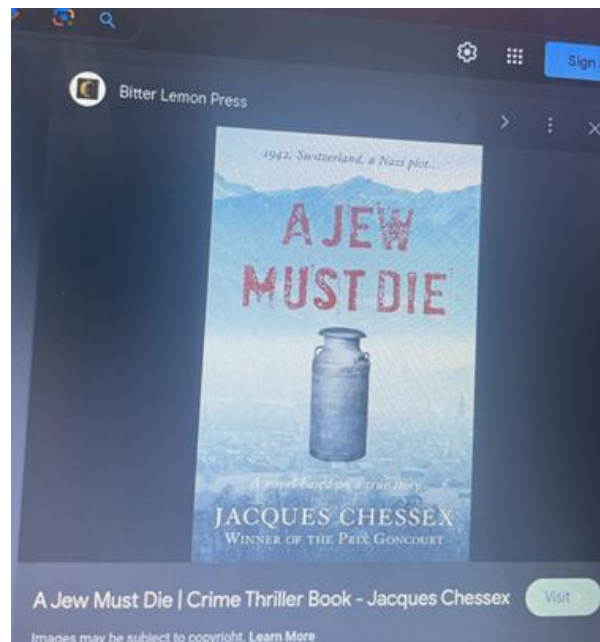 Sign
Bitter Lemon Press
1942, Switzerland, a Nazi plot...
A JEW
MUST DIE
A novel based on a true story.
JACQUES CHESSEX
WINNER OF THE PRIX GONCOURT
A Jew Must Die | Crime Thriller Book - Jacques Chessex
Visit
Images may be subject to copyright. Learn More